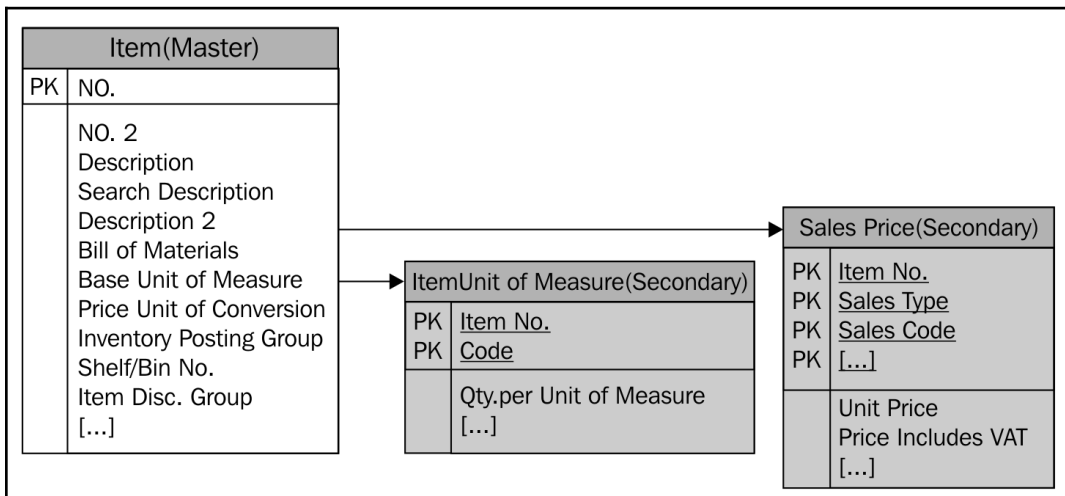 Item(Master)
PK NO.
NO. 2
Description
Search Description
Description 2
Bill of Materials
Base Unit of Measure
Price Unit of Conversion
Inventory Posting Group
Shelf/Bin No.
Item Disc. Group
[...]
ItemUnit of Measure(Secondary)
PK Item No.
PK Code
Qty.per Unit of Measure
[...]
Sales Price(Secondary)
PK Item No.
PK Sales Type
PK Sales Code
PK [...]
Unit Price
Price Includes VAT
[...]